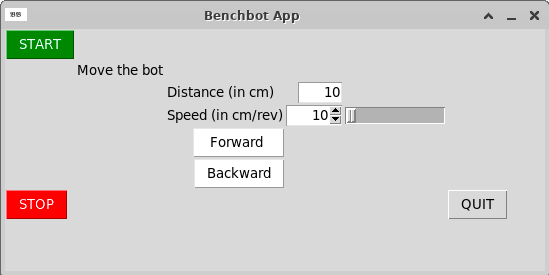 Benchbot App
START
Move the bot
Distance (in cm) 10
Speed (in cm/rev) 10
Forward
Backward
STOP QUIT